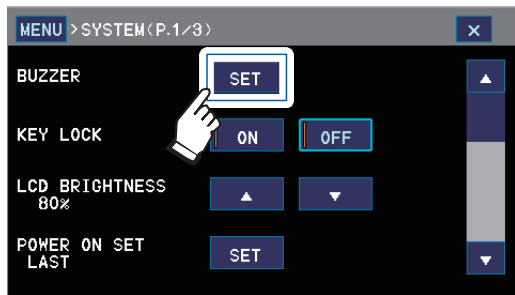 MENU >SYSTEM(P.1/3) ×
BUZZER SET ▲
KEY LOCK ON OFF
LCD BRIGHTNESS
80% ▲ ▼
POWER ON SET
LAST SET ▼